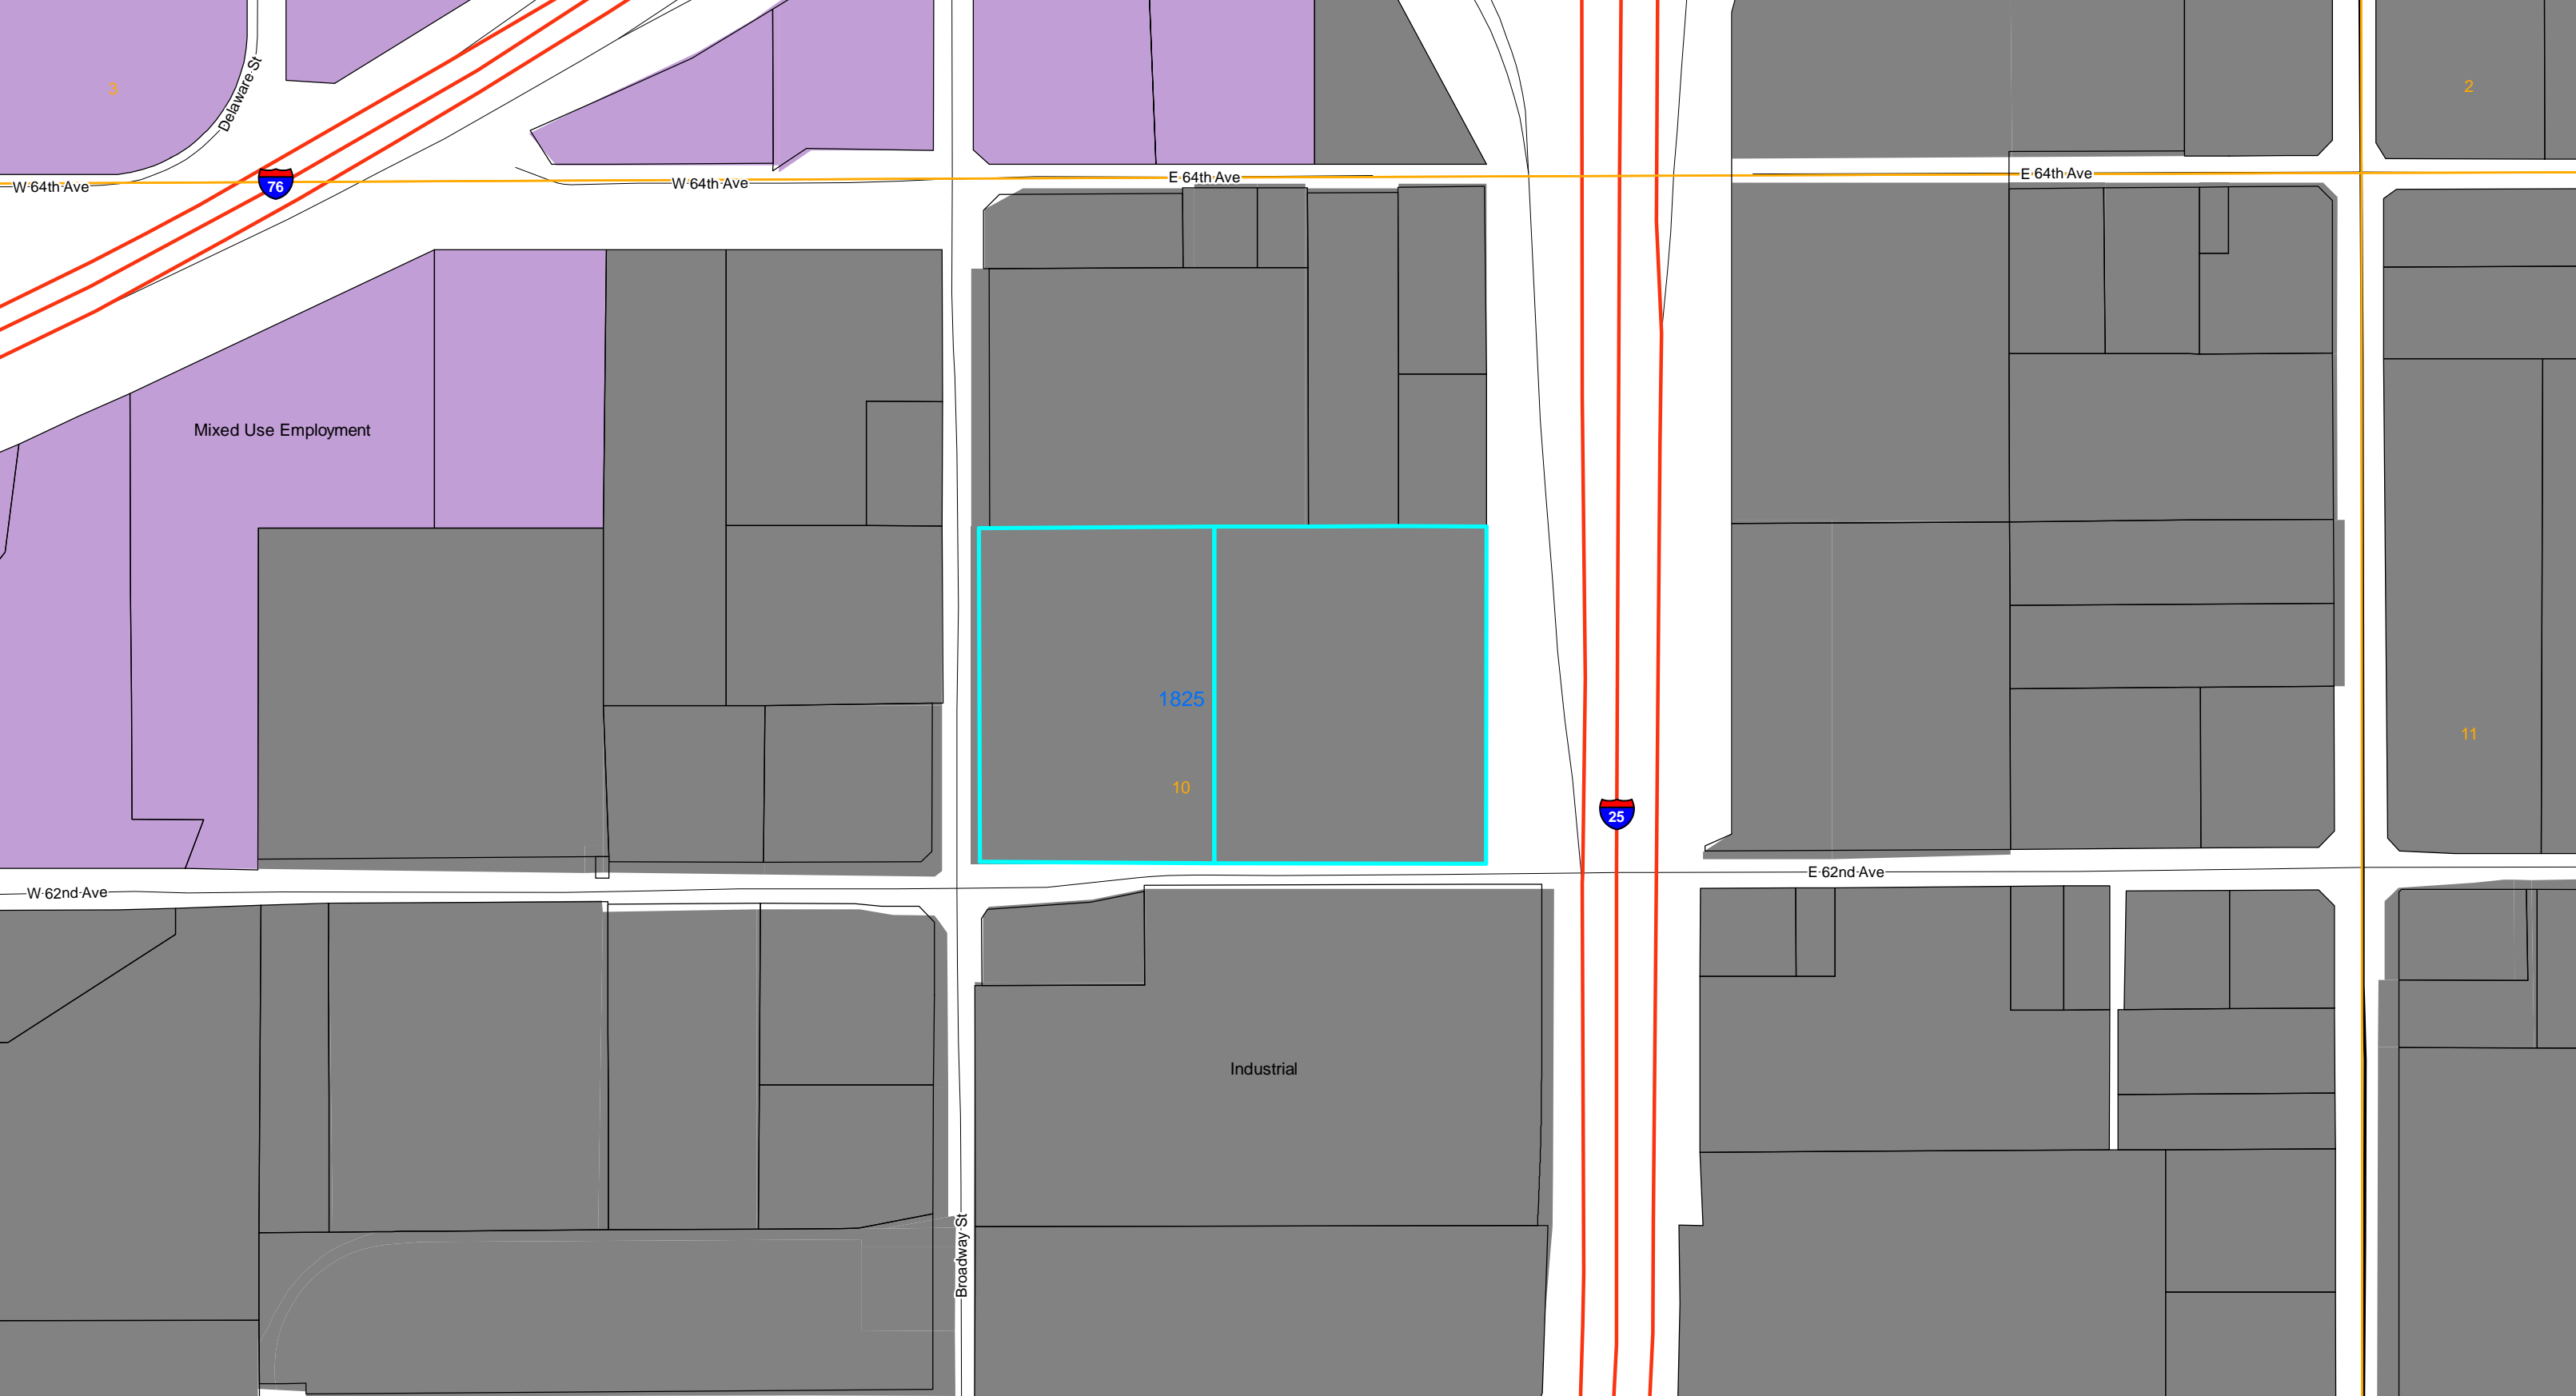 3
Delaware St
2
W 64th Ave
76
W 64th Ave
E 64th Ave
E 64th Ave
Mixed Use Employment
1825
11
10
25
E 62nd Ave
W 62nd Ave
Industrial
Broadway St